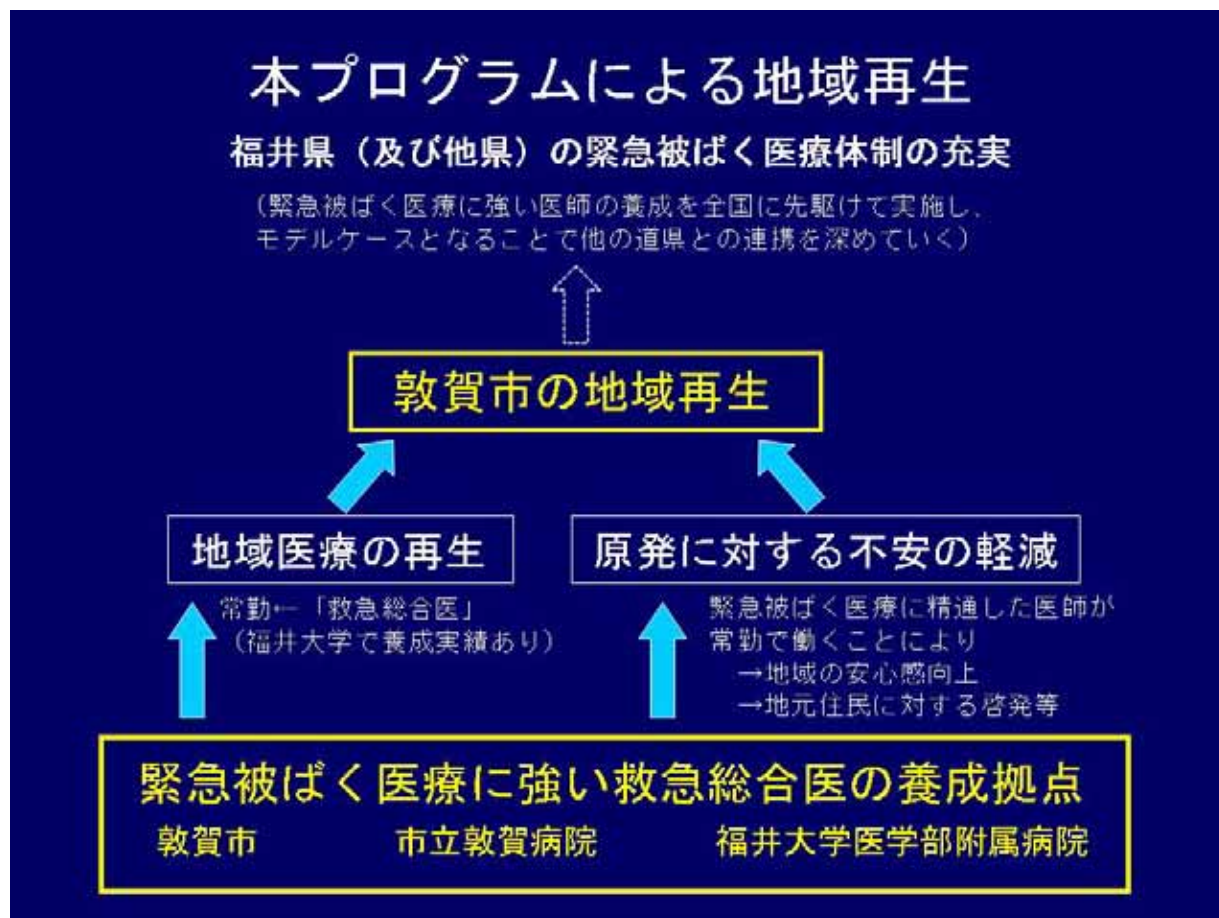 本プログラムによる地域再生
福井県（及び他県）の緊急被ばく医療体制の充実
（緊急被ばく医療に強い医師の養成を全国に先駆けて実施し、
モデルケースとなることで他の道県との連携を深めていく）
敦賀市の地域再生
地域医療の再生
常勤←「救急総合医」
（福井大学で養成実績あり）
原発に対する不安の軽減
緊急被ばく医療に精通した医師が
常勤で働くことにより
→地域の安心感向上
→地元住民に対する啓発等
緊急被ばく医療に強い救急総合医の養成拠点
敦賀市 市立敦賀病院 福井大学医学部附属病院